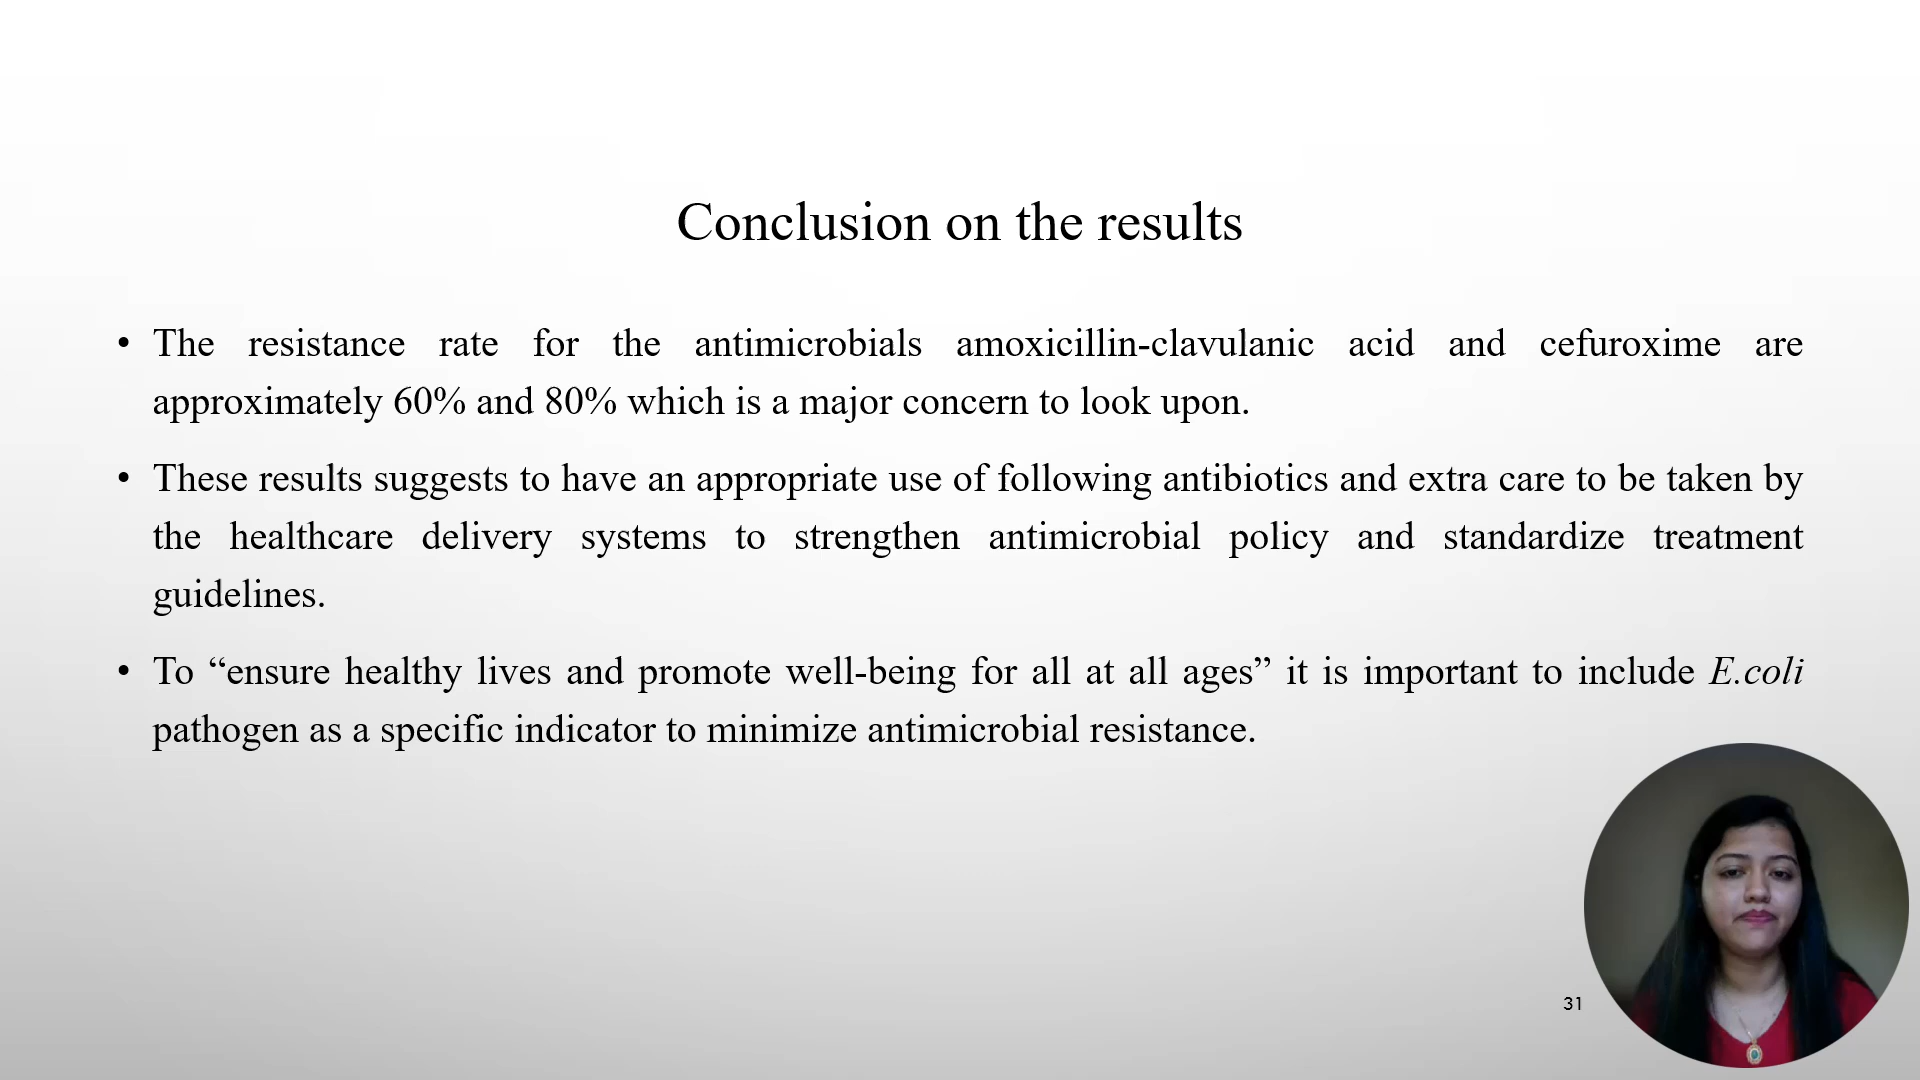 Conclusion on the results
• The resistance rate for the antimicrobials amoxicillin-clavulanic acid and cefuroxime are
approximately 60% and 80% which is a major concern to look upon.
• These results suggests to have an appropriate use of following antibiotics and extra care to be taken by
the healthcare delivery systems to strengthen antimicrobial policy and standardize treatment
guidelines.
• To “ensure healthy lives and promote well-being for all at all ages” it is important to include E.coli
pathogen as a specific indicator to minimize antimicrobial resistance.
31